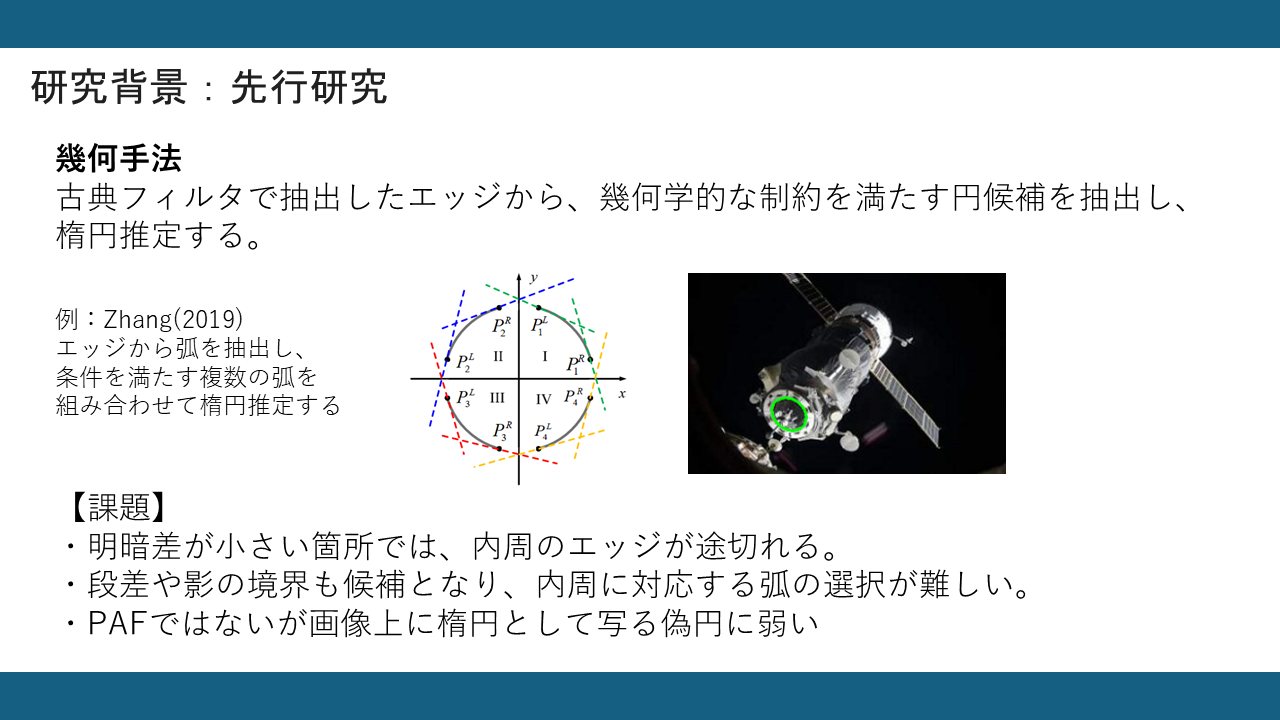 研究背景：先行研究
幾何手法
古典フィルタで抽出したエッジから、幾何学的な制約を満たす円候補を抽出し、
楕円推定する。
例：Zhang(2019)
エッジから弧を抽出し、
条件を満たす複数の弧を
組み合わせて楕円推定する
y
P_2^R P_1^L
II I
P_2^L P_1^R
x
P_3^L III IV P_4^R
P_3^R P_4^L
【課題】
・明暗差が小さい箇所では、内周のエッジが途切れる。
・段差や影の境界も候補となり、内周に対応する弧の選択が難しい。
・PAFではないが画像上に楕円として写る偽円に弱い